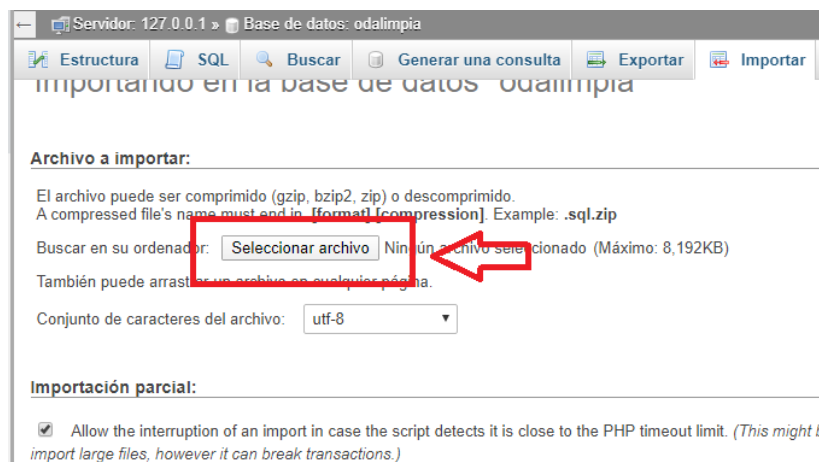 ← Servidor: 127.0.0.1 » Base de datos: odalimpia
Estructura SQL Buscar Generar una consulta Exportar Importar
Importando en la base de datos "odalimpia"
Archivo a importar:
El archivo puede ser comprimido (gzip, bzip2, zip) o descomprimido.
A compressed file's name must end in .[format].[compression]. Example: .sql.zip
Buscar en su ordenador: Seleccionar archivo Ningún archivo seleccionado (Máximo: 8,192KB)
También puede arrastrar un archivo en cualquier página.
Conjunto de caracteres del archivo: utf-8
Importación parcial:
Allow the interruption of an import in case the script detects it is close to the PHP timeout limit. (This might
import large files, however it can break transactions.)